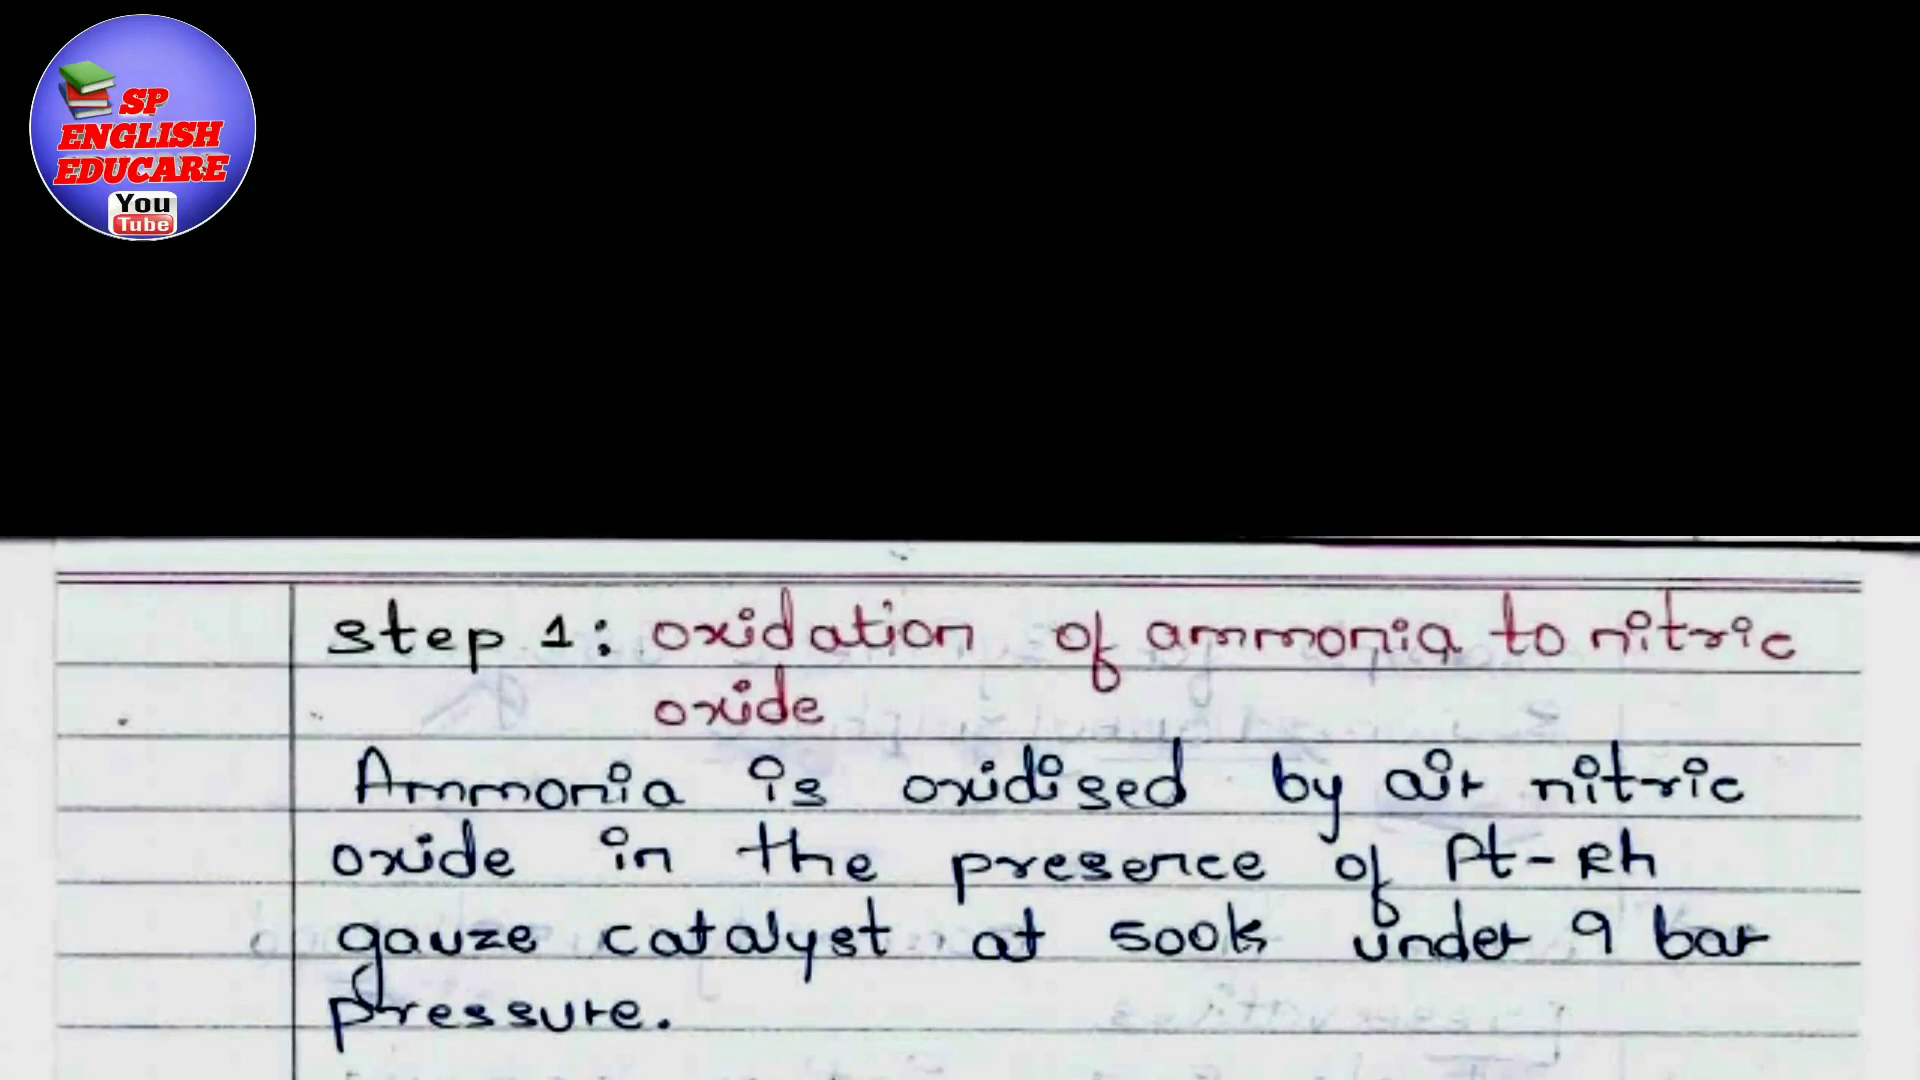 SP
ENGLISH
EDUCARE
You
Tube
Step 1: oxidation of ammonia to nitric
oxide
Ammonia is oxidised by air nitric
oxide in the presence of Pt-Rh
gauze catalyst at 500k under 9 bar
pressure.